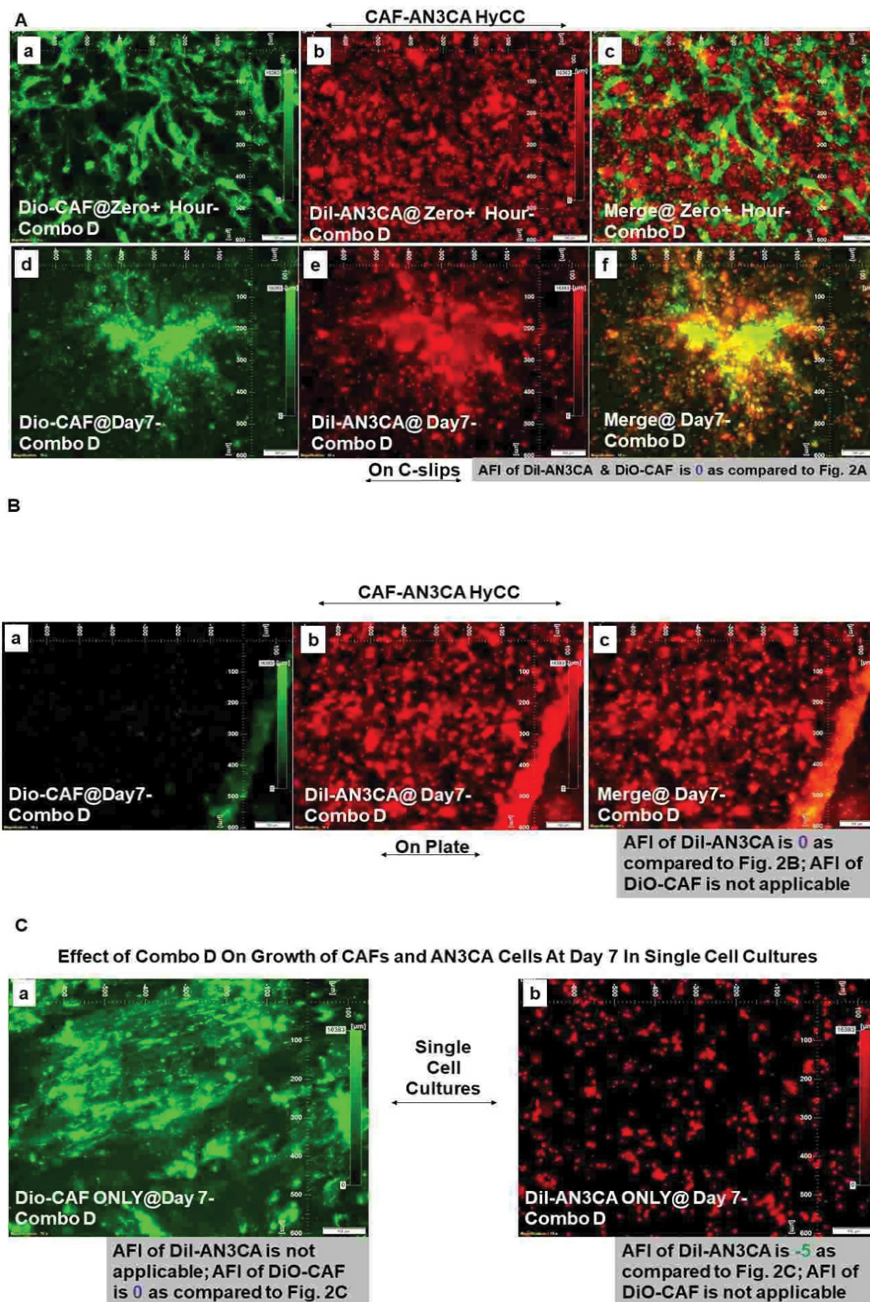 A
CAF-AN3CA HyCC
a
b
c
Dio-CAF@Zero+ Hour-
Combo D
DiI-AN3CA@ Zero+ Hour-
Combo D
Merge@ Zero+ Hour-
Combo D
d
e
f
Dio-CAF@Day7-
Combo D
DiI-AN3CA@ Day7-
Combo D
Merge@ Day7-
Combo D
On C-slips
AFI of DiI-AN3CA & DiO-CAF is 0 as compared to Fig. 2A
B
CAF-AN3CA HyCC
a
b
c
Dio-CAF@Day7-
Combo D
DiI-AN3CA@ Day7-
Combo D
Merge@ Day7-
Combo D
On Plate
AFI of DiI-AN3CA is 0 as
compared to Fig. 2B; AFI of
DiO-CAF is not applicable
C
Effect of Combo D On Growth of CAFs and AN3CA Cells At Day 7 In Single Cell Cultures
a
b
Single
Cell
Cultures
Dio-CAF ONLY@Day 7-
Combo D
DiI-AN3CA ONLY@ Day 7-
Combo D
AFI of DiI-AN3CA is not
applicable; AFI of DiO-CAF
is 0 as compared to Fig. 2C
AFI of DiI-AN3CA is -5 as
compared to Fig. 2C; AFI of
DiO-CAF is not applicable